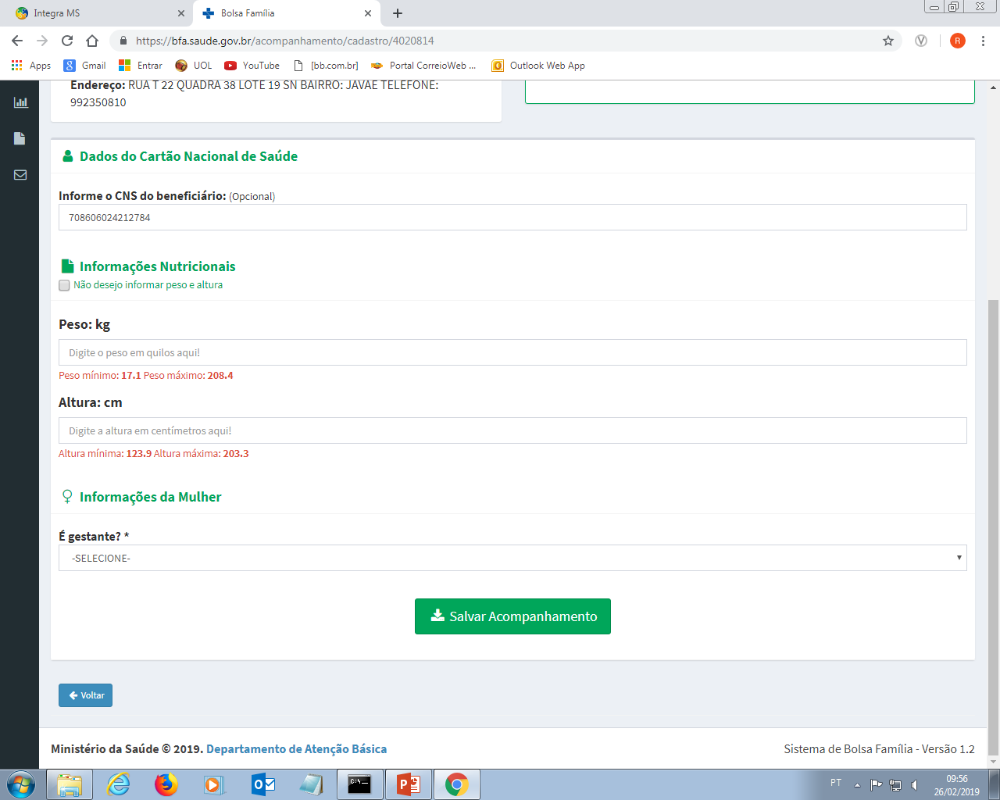 Integra MS
Bolsa Família
https://bfa.saude.gov.br/acompanhamento/cadastro/4020814
R
Apps
Gmail
Entrar
UOL
YouTube
[bb.com.br]
Portal CorreioWeb ...
Outlook Web App
Endereço: RUA T 22 QUADRA 38 LOTE 19 SN BAIRRO: JAVAE TELEFONE:
992350810
Dados do Cartão Nacional de Saúde
Informe o CNS do beneficiário: (Opcional)
708606024212784
Informações Nutricionais
Não desejo informar peso e altura
Peso: kg
Digite o peso em quilos aqui!
Peso mínimo: 17.1 Peso máximo: 208.4
Altura: cm
Digite a altura em centímetros aqui!
Altura mínima: 123.9 Altura máxima: 203.3
Informações da Mulher
É gestante? *
-SELECIONE-
Salvar Acompanhamento
Voltar
Ministério da Saúde © 2019. Departamento de Atenção Básica
Sistema de Bolsa Família - Versão 1.2
PT
09:56
26/02/2019